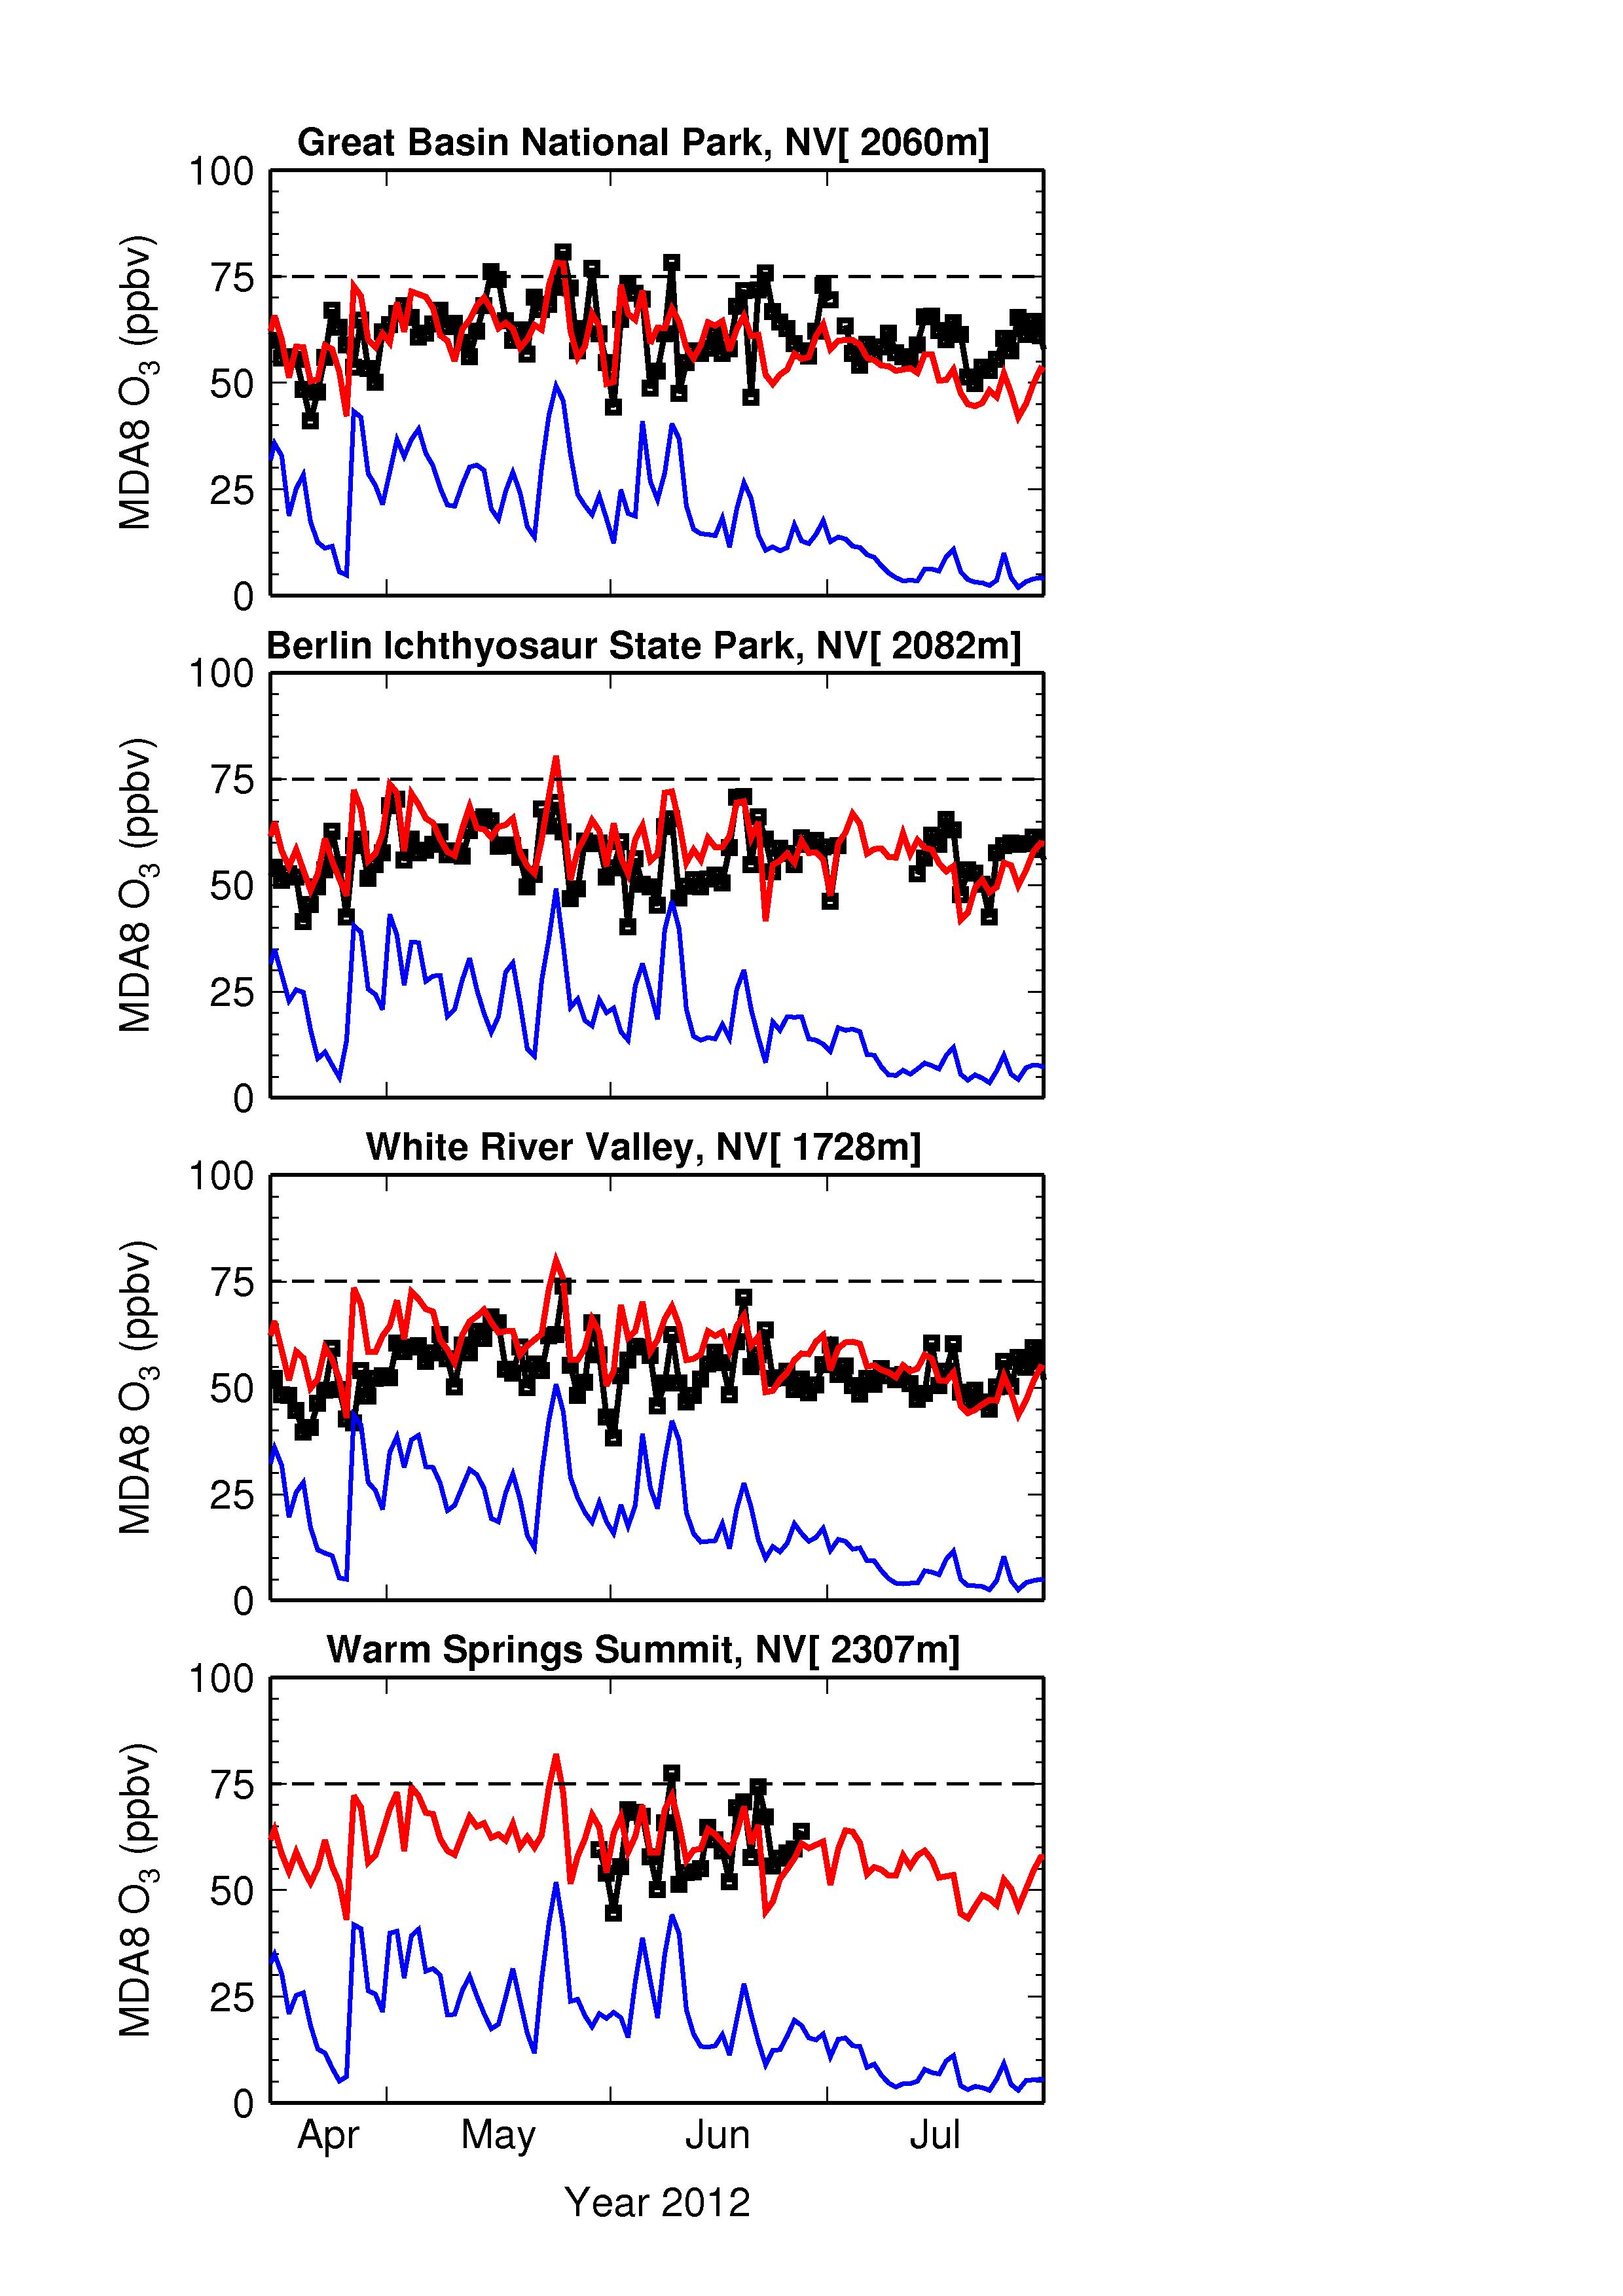 Great Basin National Park, NV[ 2060m]
100
75
50
25
0
MDA8 O3 (ppbv)
Berlin Ichthyosaur State Park, NV[ 2082m]
100
75
50
25
0
MDA8 O3 (ppbv)
White River Valley, NV[ 1728m]
100
75
50
25
0
MDA8 O3 (ppbv)
Warm Springs Summit, NV[ 2307m]
100
75
50
25
0
MDA8 O3 (ppbv)
Apr May Jun Jul
Year 2012